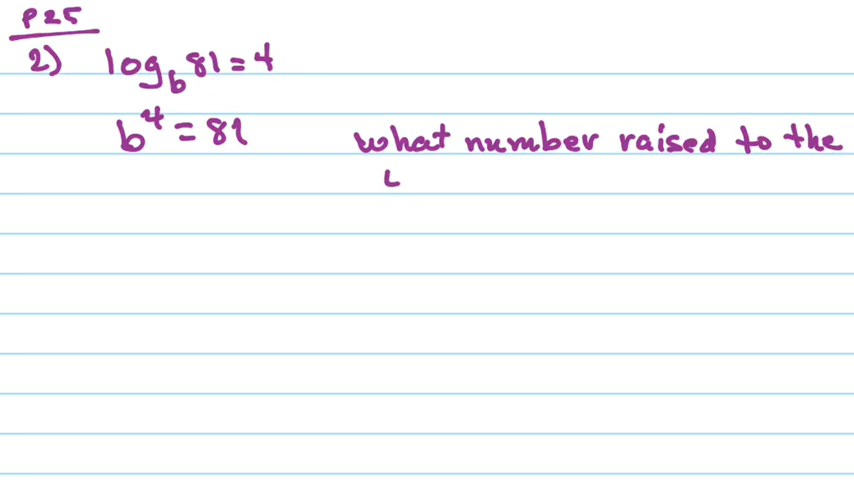 P25
2) log_b 81 = 4
b^4 = 81 what number raised to the